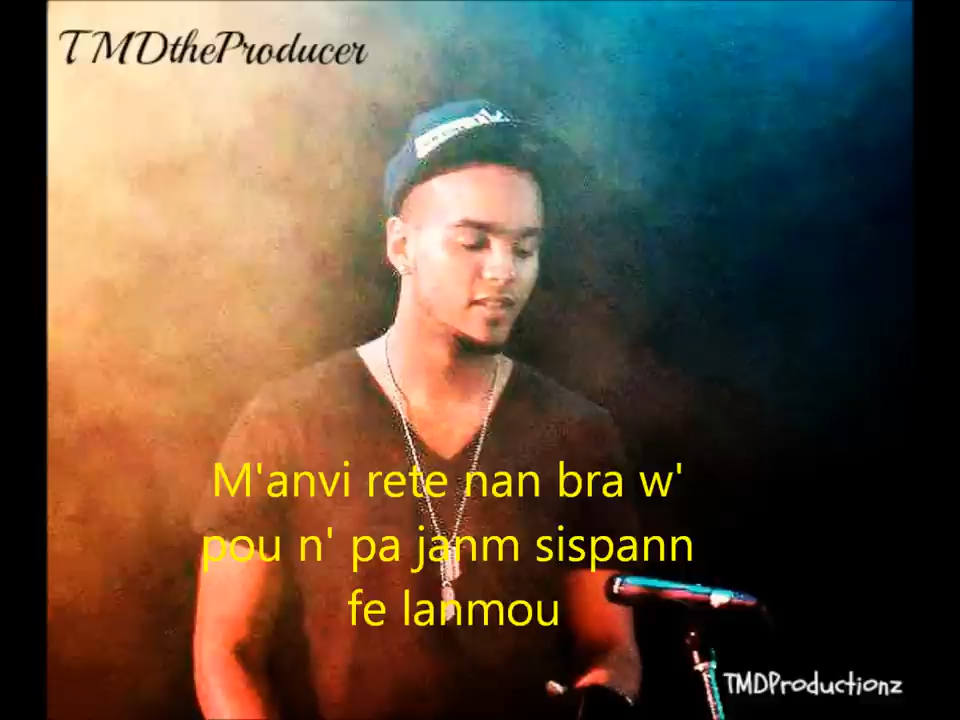 TMDtheProducer
M'anvi rete nan bra w'
pou n' pa janm sispann
fe lanmou
TMDProductionz